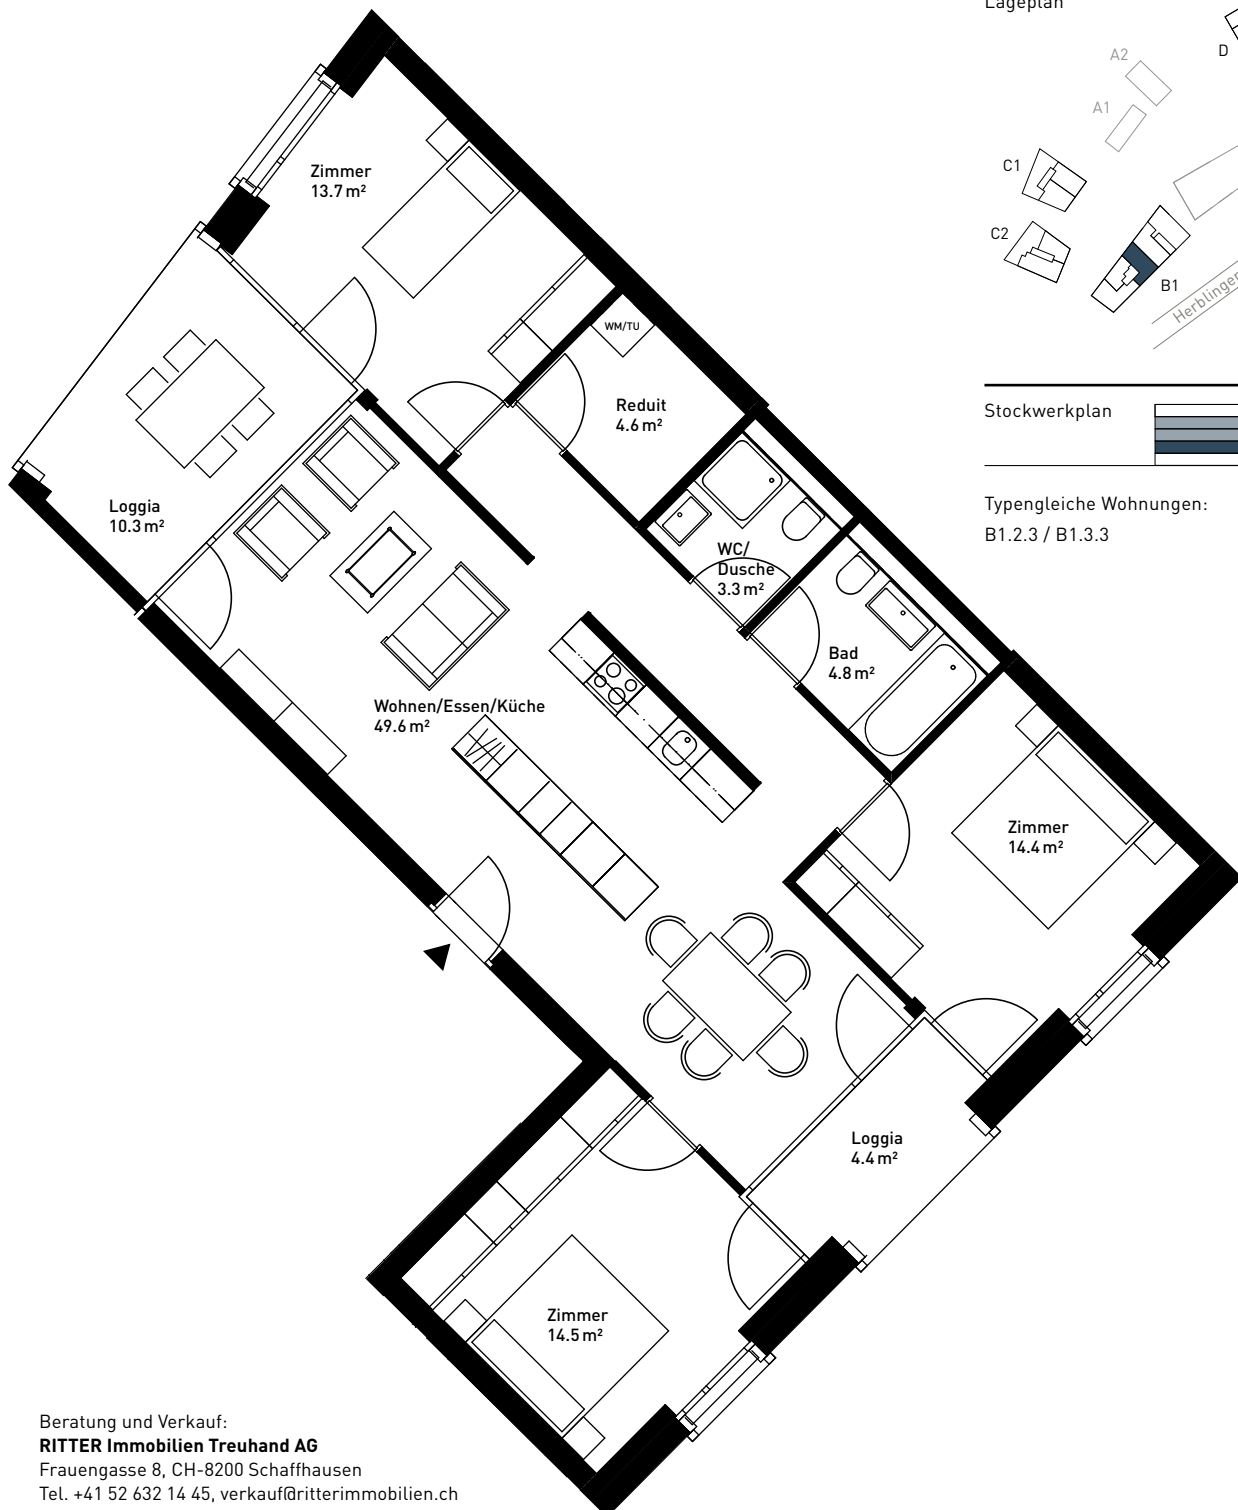 Lageplan
D
A2
A1
C1
C2
B1
Herblinger
Stockwerkplan
Typengleiche Wohnungen:
B1.2.3 / B1.3.3
Zimmer
13.7 m²
WM/TU
Reduit
4.6 m²
Loggia
10.3 m²
WC/
Dusche
3.3 m²
Bad
4.8 m²
Wohnen/Essen/Küche
49.6 m²
Zimmer
14.4 m²
Loggia
4.4 m²
Zimmer
14.5 m²
Beratung und Verkauf:
RITTER Immobilien Treuhand AG
Frauengasse 8, CH-8200 Schaffhausen
Tel. +41 52 632 14 45, verkauf@ritterimmobilien.ch